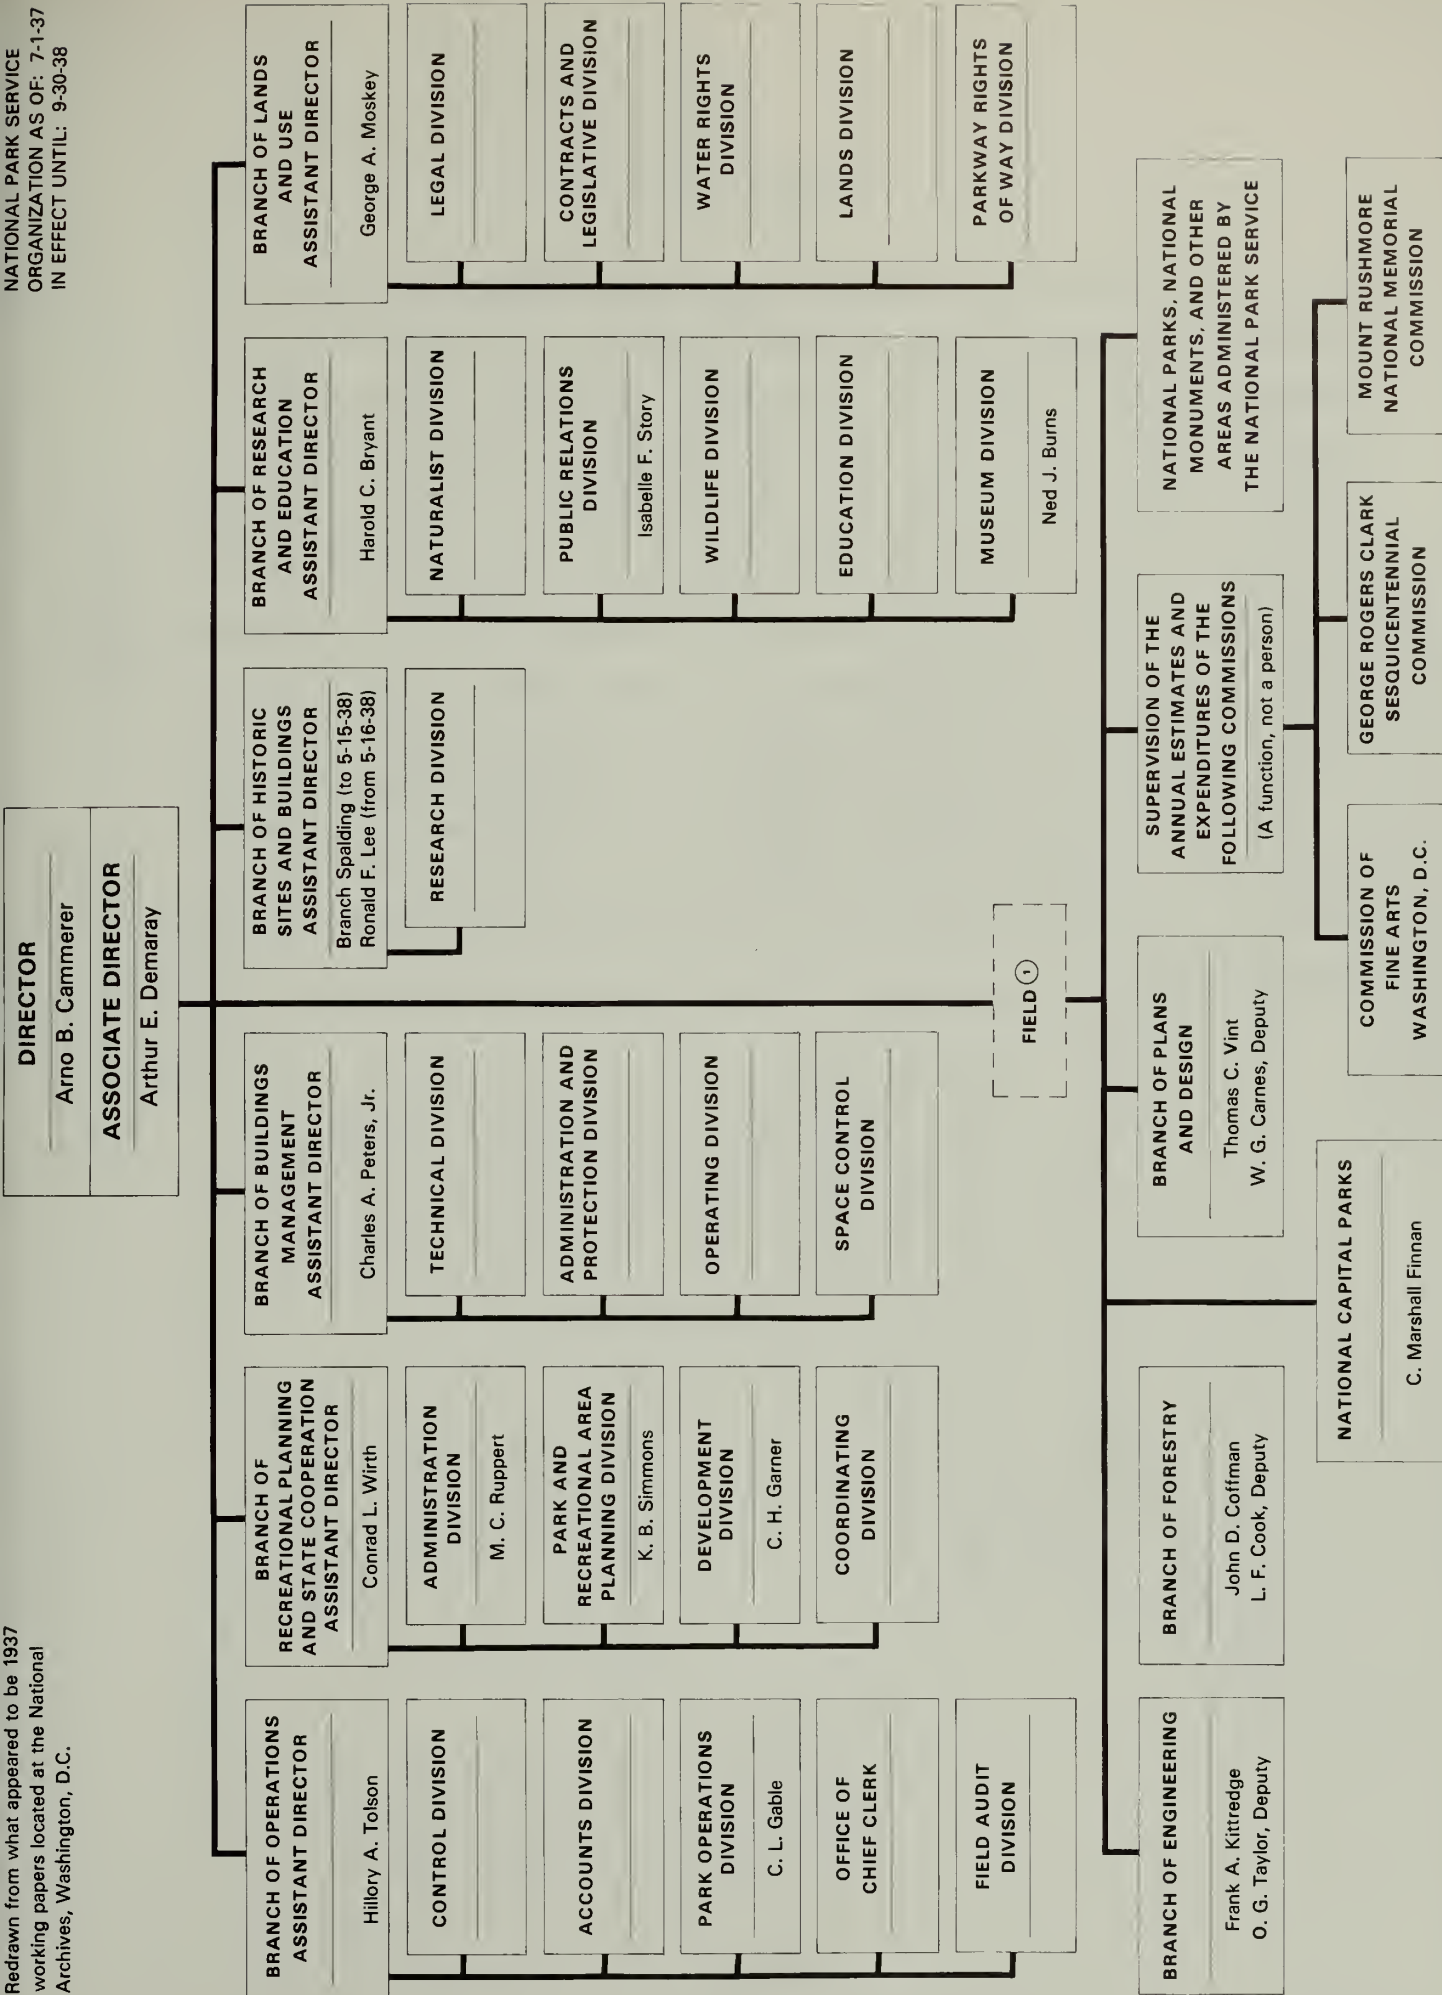 Redrawn from what appeared to be 1937
working papers located at the National
Archives, Washington, D.C.
NATIONAL PARK SERVICE
ORGANIZATION AS OF: 7-1-37
IN EFFECT UNTIL: 9-30-38
DIRECTOR
Arno B. Cammerer
ASSOCIATE DIRECTOR
Arthur E. Demaray
BRANCH OF OPERATIONS
ASSISTANT DIRECTOR
Hillory A. Tolson
CONTROL DIVISION
ACCOUNTS DIVISION
PARK OPERATIONS
DIVISION
C. L. Gable
OFFICE OF
CHIEF CLERK
FIELD AUDIT
DIVISION
BRANCH OF
RECREATIONAL PLANNING
AND STATE COOPERATION
ASSISTANT DIRECTOR
Conrad L. Wirth
ADMINISTRATION
DIVISION
M. C. Ruppert
PARK AND
RECREATIONAL AREA
PLANNING DIVISION
K. B. Simmons
DEVELOPMENT
DIVISION
C. H. Garner
COORDINATING
DIVISION
BRANCH OF BUILDINGS
MANAGEMENT
ASSISTANT DIRECTOR
Charles A. Peters, Jr.
TECHNICAL DIVISION
ADMINISTRATION AND
PROTECTION DIVISION
OPERATING DIVISION
SPACE CONTROL
DIVISION
BRANCH OF HISTORIC
SITES AND BUILDINGS
ASSISTANT DIRECTOR
Branch Spalding (to 5-15-38)
Ronald F. Lee (from 5-16-38)
RESEARCH DIVISION
BRANCH OF RESEARCH
AND EDUCATION
ASSISTANT DIRECTOR
Harold C. Bryant
NATURALIST DIVISION
PUBLIC RELATIONS
DIVISION
Isabelle F. Story
WILDLIFE DIVISION
EDUCATION DIVISION
MUSEUM DIVISION
Ned J. Burns
BRANCH OF LANDS
AND USE
ASSISTANT DIRECTOR
George A. Moskey
LEGAL DIVISION
CONTRACTS AND
LEGISLATIVE DIVISION
WATER RIGHTS
DIVISION
LANDS DIVISION
PARKWAY RIGHTS
OF WAY DIVISION
FIELD ①
BRANCH OF ENGINEERING
Frank A. Kittredge
O. G. Taylor, Deputy
BRANCH OF FORESTRY
John D. Coffman
L. F. Cook, Deputy
NATIONAL CAPITAL PARKS
C. Marshall Finnan
BRANCH OF PLANS
AND DESIGN
Thomas C. Vint
W. G. Carnes, Deputy
SUPERVISION OF THE
ANNUAL ESTIMATES AND
EXPENDITURES OF THE
FOLLOWING COMMISSIONS
(A function, not a person)
COMMISSION OF
FINE ARTS
WASHINGTON, D.C.
GEORGE ROGERS CLARK
SESQUICENTENNIAL
COMMISSION
MOUNT RUSHMORE
NATIONAL MEMORIAL
COMMISSION
NATIONAL PARKS, NATIONAL
MONUMENTS, AND OTHER
AREAS ADMINISTERED BY
THE NATIONAL PARK SERVICE